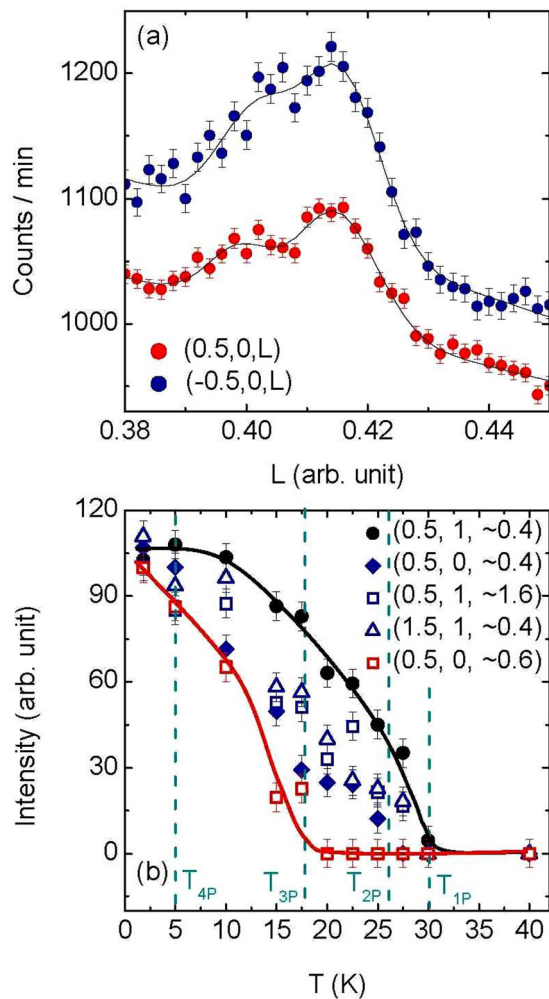 (a)
1200
1100
1000
Counts / min
(0.5,0,L)
(-0.5,0,L)
0.38 0.40 0.42 0.44
L (arb. unit)
120
90
60
30
0
Intensity (arb. unit)
(0.5, 1, ~0.4)
(0.5, 0, ~0.4)
(0.5, 1, ~1.6)
(1.5, 1, ~0.4)
(0.5, 0, ~0.6)
(b)
T4P T3P T2P T1P
0 5 10 15 20 25 30 35 40
T (K)